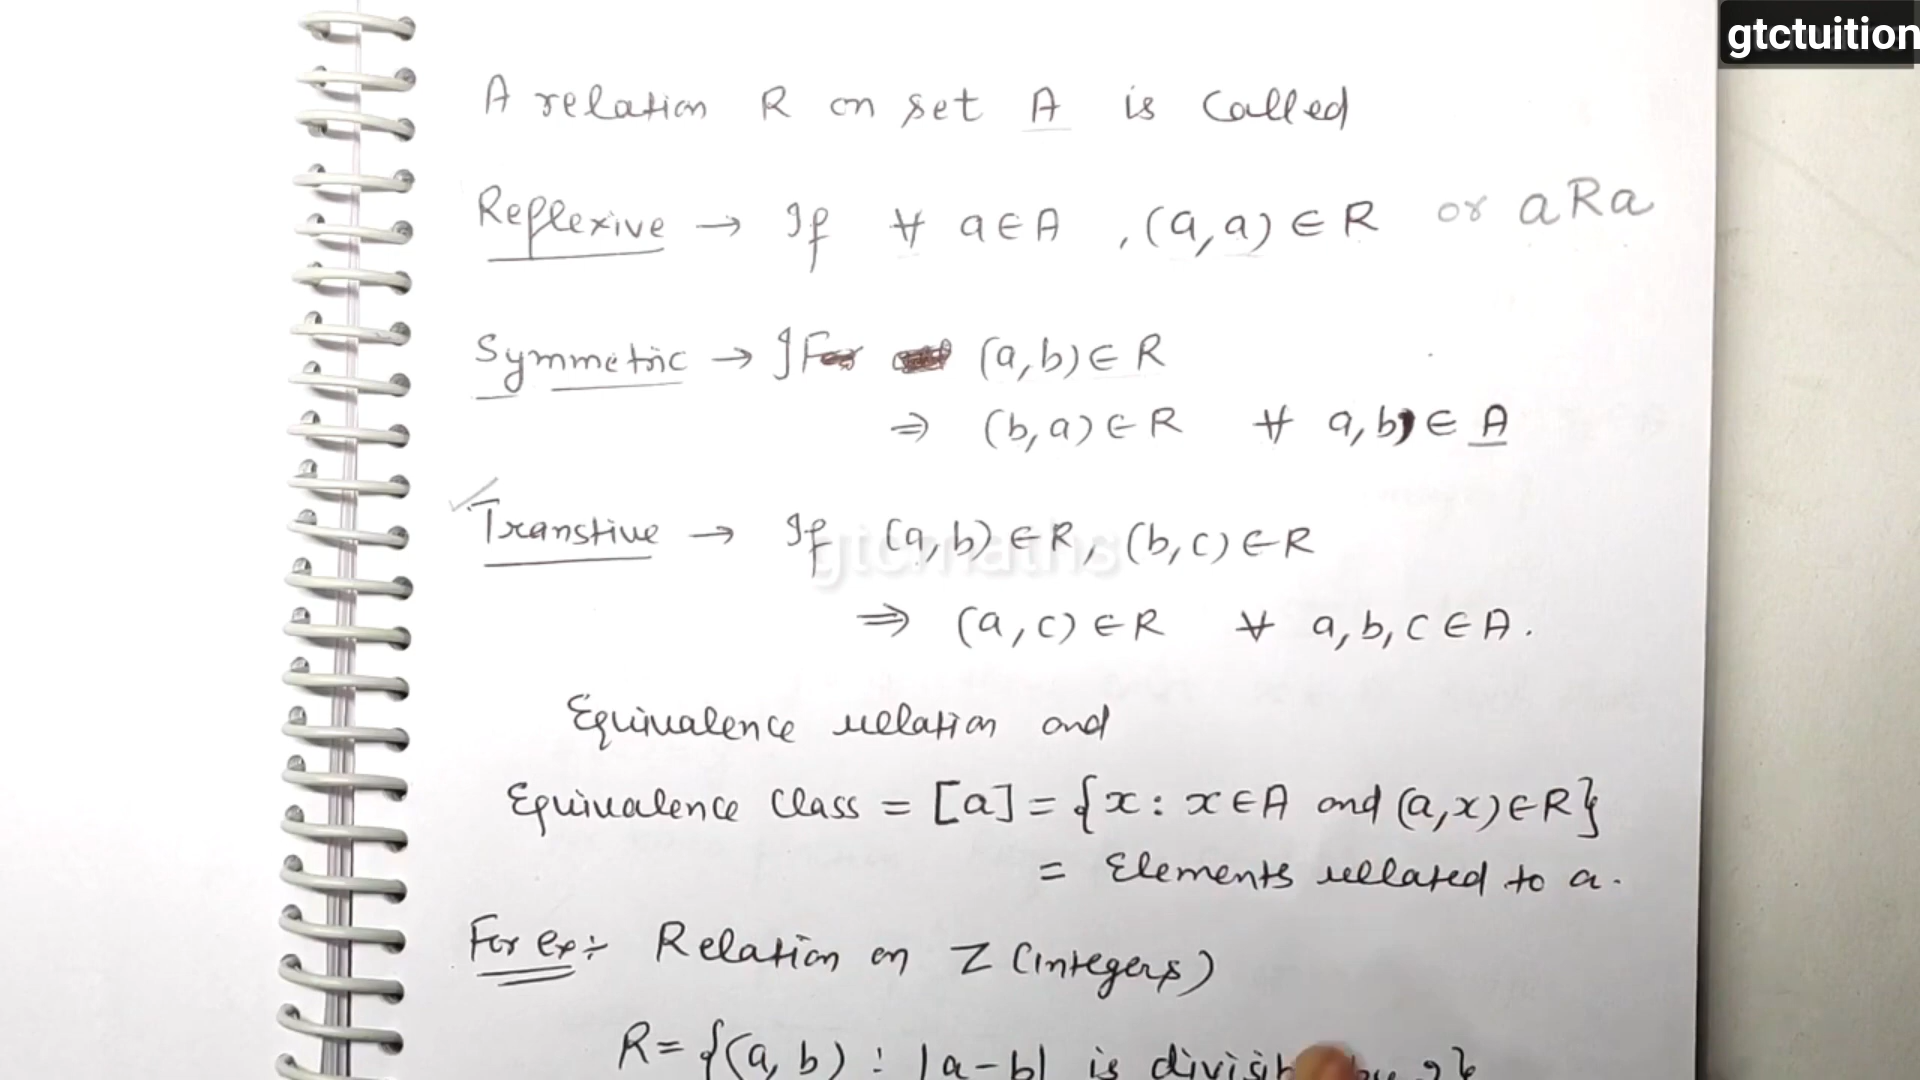 gtctuition
A relation R on set A is called
Reflexive → If ∀ a∈A , (a,a) ∈ R or aRa
Symmetric → If (a,b) ∈ R
⇒ (b,a) ∈ R ∀ a,b ∈ A
Transtive → If (a,b) ∈ R, (b,c) ∈ R
gtcmaths
⇒ (a,c) ∈ R ∀ a,b,c ∈ A.
Equivalence relation and
Equivalence Class = [a] = {x : x∈A and (a,x) ∈ R}
= Elements related to a.
For ex :- Relation on Z (integers)
R = {(a,b) : |a-b| is